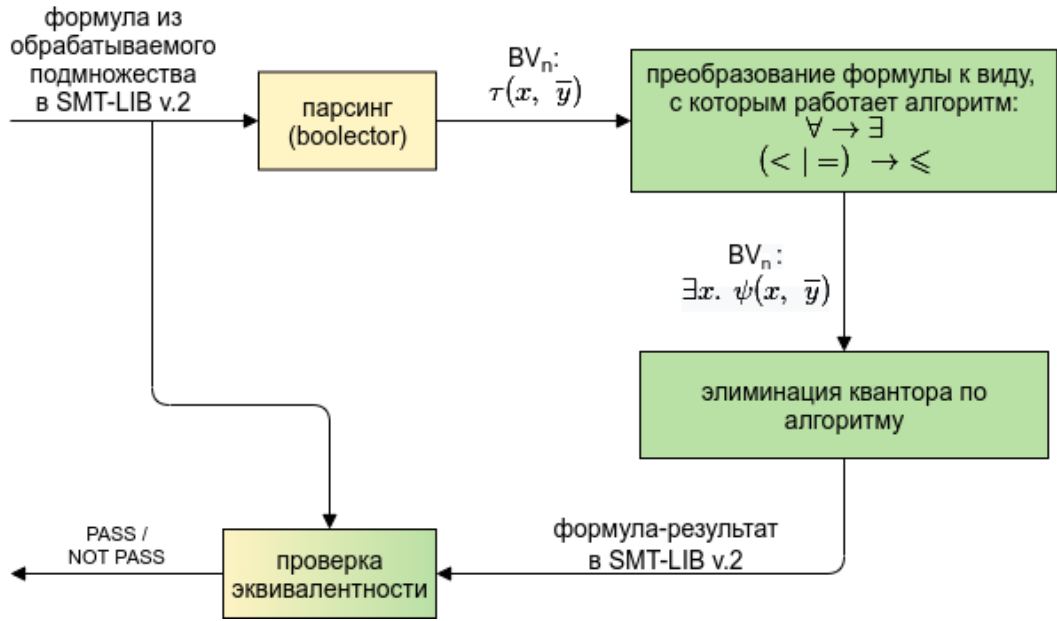 формула из
обрабатываемого
подмножества
в SMT-LIB v.2
парсинг
(boolector)
BVₙ:
τ(x, y̅)
преобразование формулы к виду,
с которым работает алгоритм:
∀ → ∃
(< | =) → ⩽
BVₙ :
∃x. ψ(x, y̅)
элиминация квантора по
алгоритму
формула-результат
в SMT-LIB v.2
проверка
эквивалентности
PASS /
NOT PASS